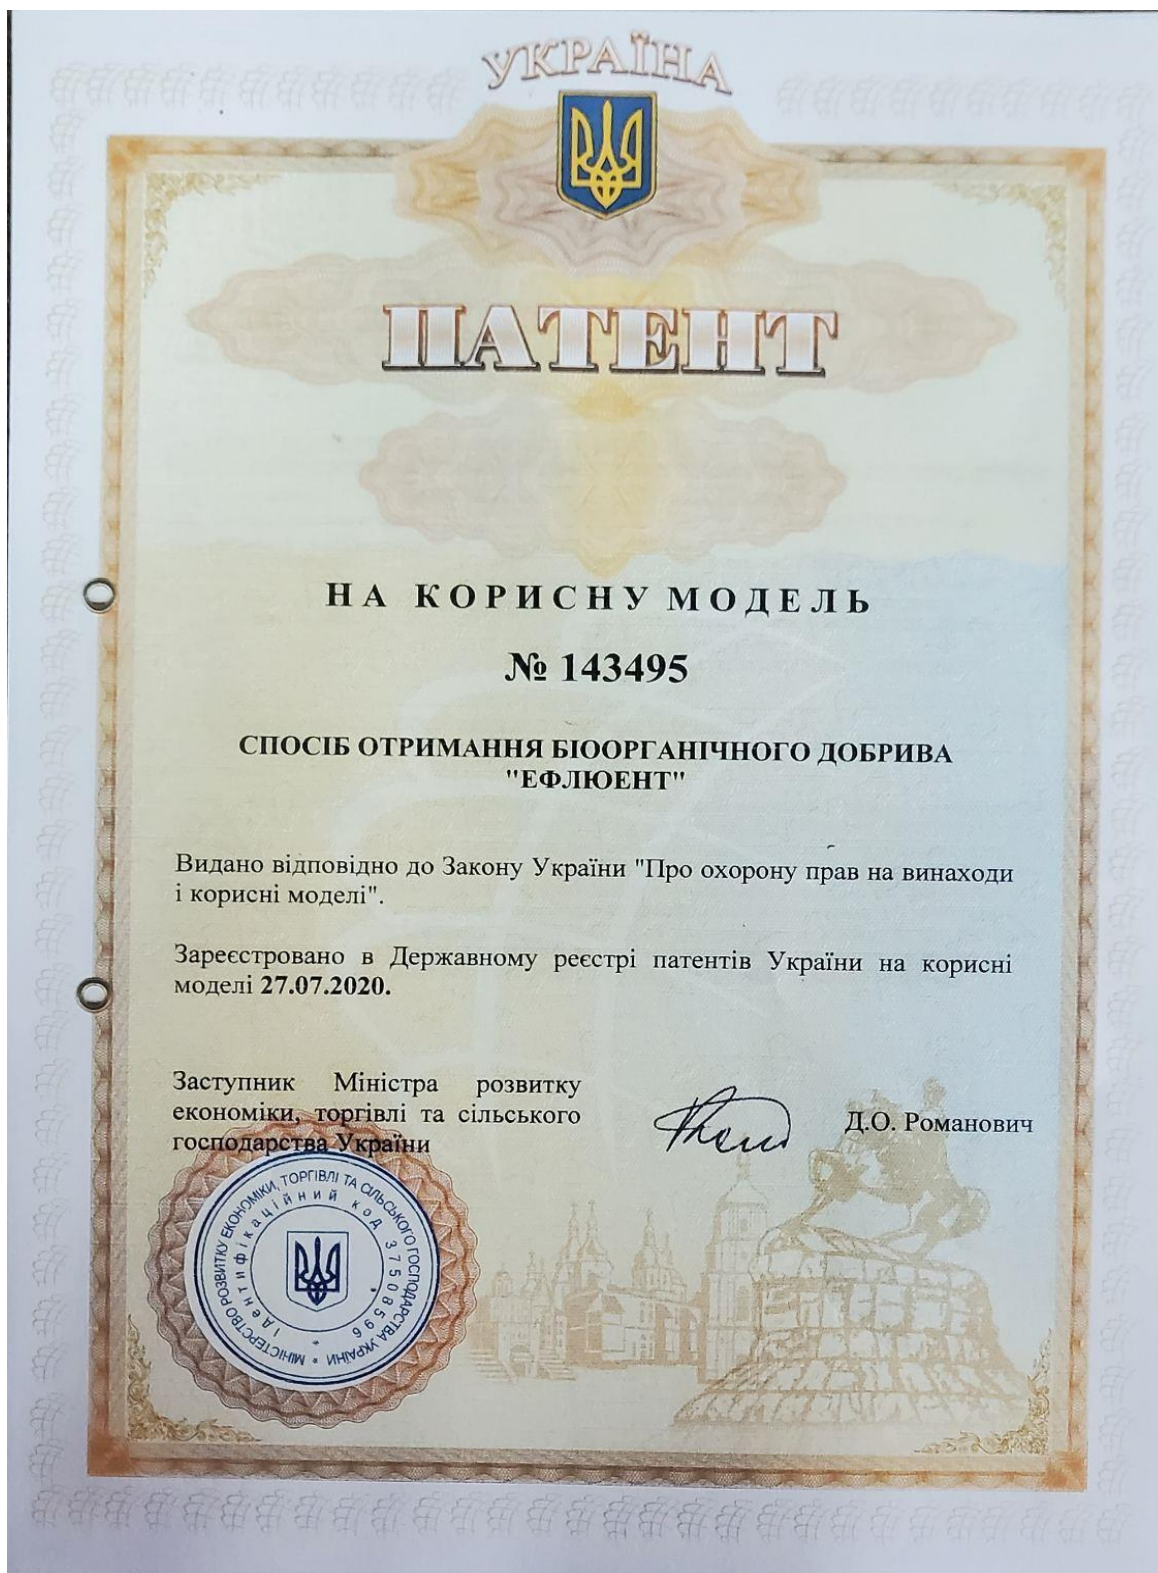 УКРАЇНА
ПАТЕНТ
НА КОРИСНУ МОДЕЛЬ
№ 143495
СПОСІБ ОТРИМАННЯ БІООРГАНІЧНОГО ДОБРИВА
"ЕФЛЮЕНТ"
Видано відповідно до Закону України "Про охорону прав на винаходи
і корисні моделі".
Зареєстровано в Державному реєстрі патентів України на корисні
моделі 27.07.2020.
Заступник Міністра розвитку
економіки, торгівлі та сільського
господарства України
Д.О. Романович
МІНІСТЕРСТВО РОЗВИТКУ ЕКОНОМІКИ, ТОРГІВЛІ ТА СІЛЬСЬКОГО ГОСПОДАРСТВА УКРАЇНИ *
Ідентифікаційний код 37508596 *